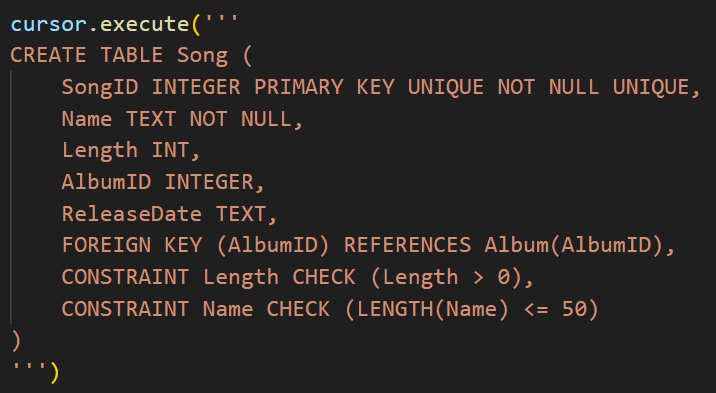 cursor.execute('''
CREATE TABLE Song (
    SongID INTEGER PRIMARY KEY UNIQUE NOT NULL UNIQUE,
    Name TEXT NOT NULL,
    Length INT,
    AlbumID INTEGER,
    ReleaseDate TEXT,
    FOREIGN KEY (AlbumID) REFERENCES Album(AlbumID),
    CONSTRAINT Length CHECK (Length > 0),
    CONSTRAINT Name CHECK (LENGTH(Name) <= 50)
)
''')